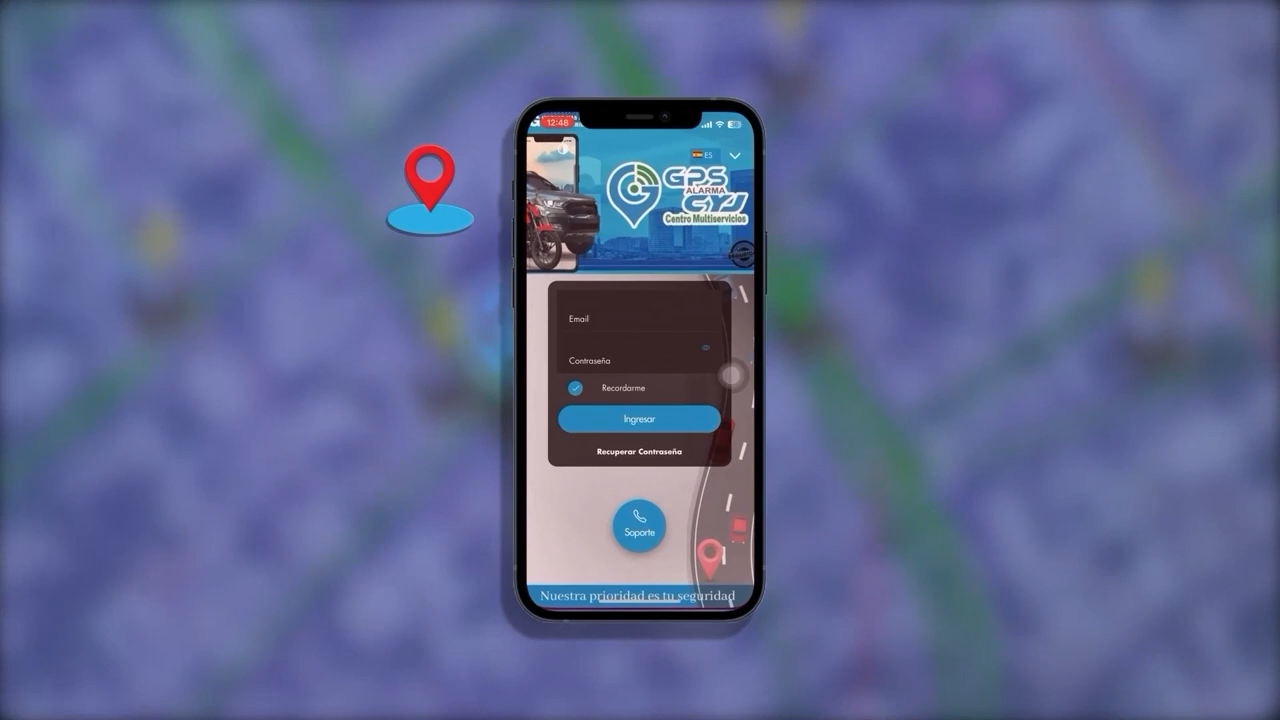 12:48
ES
GPS
ALARMA
CYJ
Centro Multiservicios
Email
Contraseña
Recordarme
Ingresar
Recuperar Contraseña
Soporte
Nuestra prioridad es tu seguridad